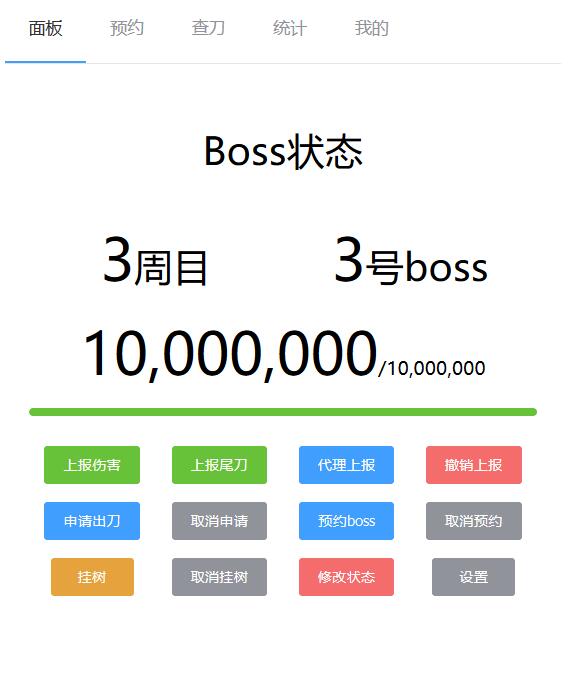 面板 预约 查刀 统计 我的
Boss状态
3周目 3号boss
10,000,000/10,000,000
上报伤害 上报尾刀 代理上报 撤销上报
申请出刀 取消申请 预约boss 取消预约
挂树 取消挂树 修改状态 设置